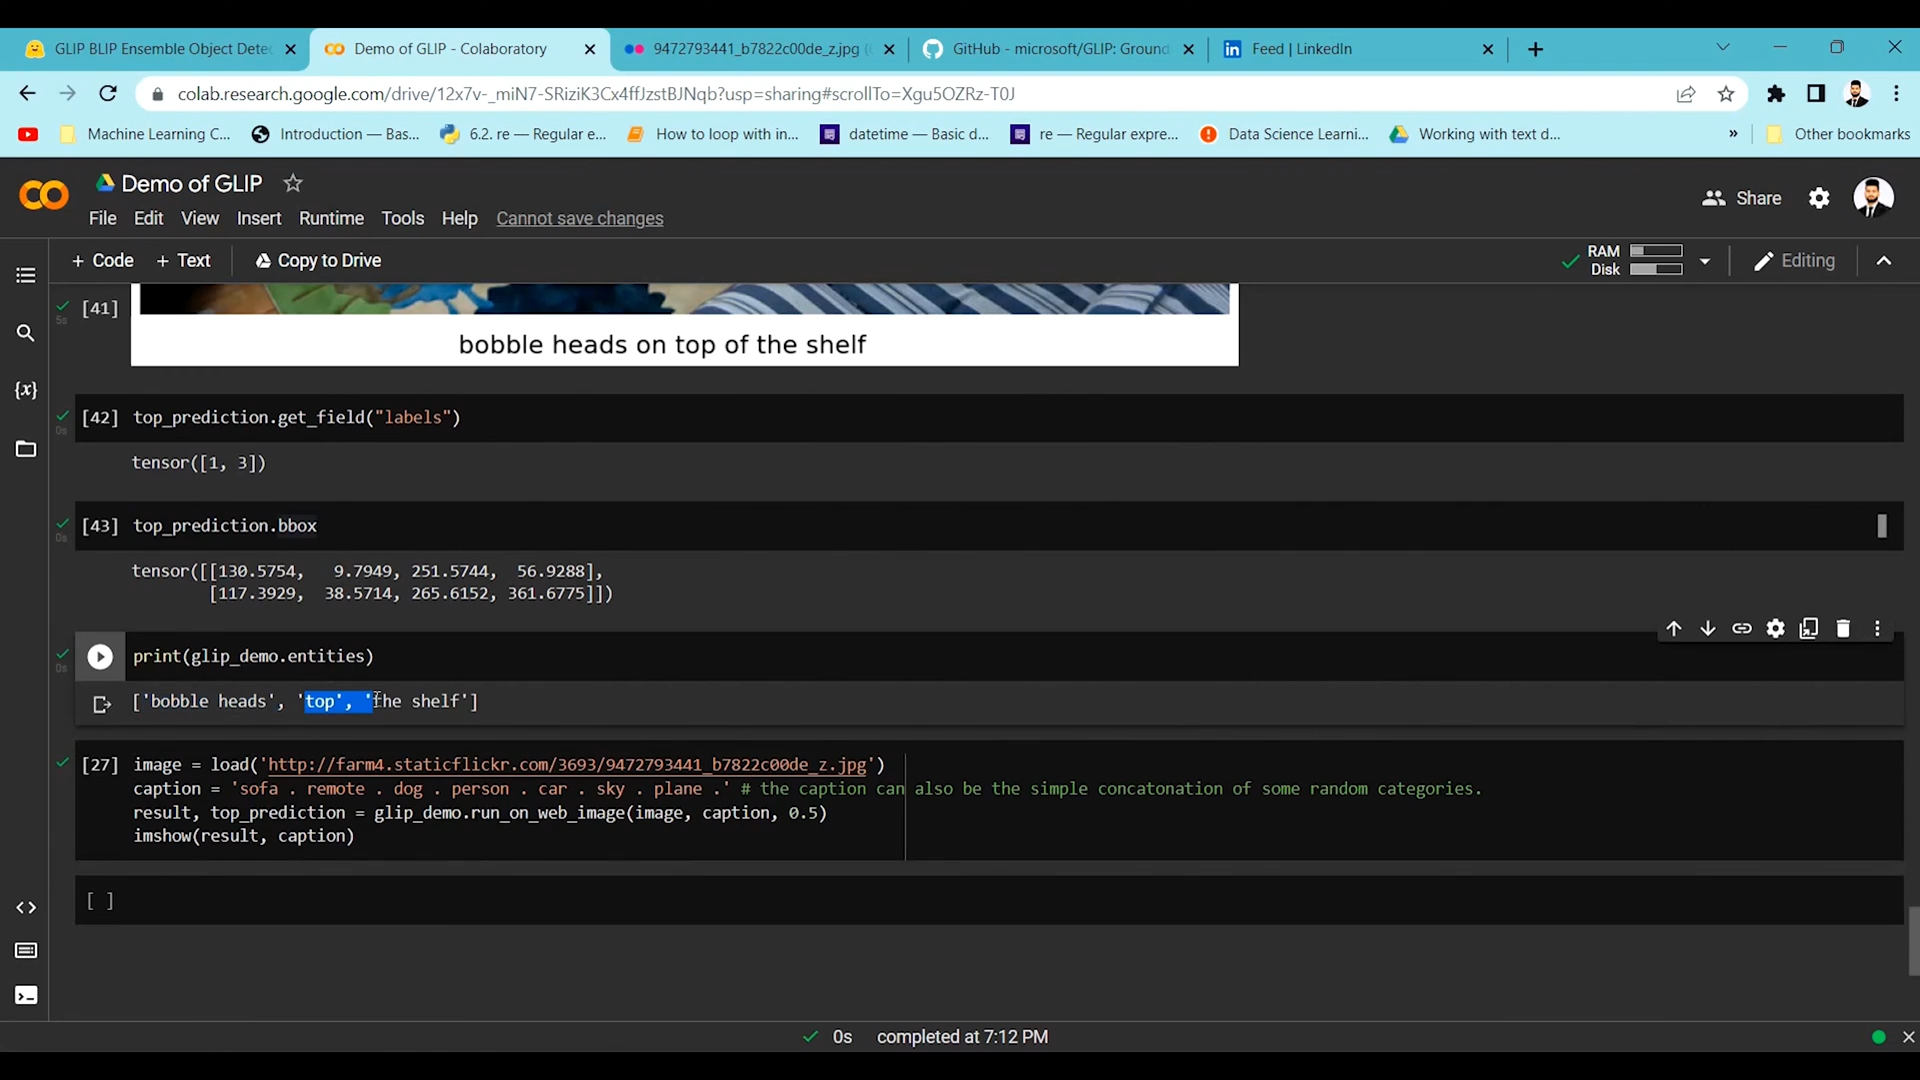 GLIP BLIP Ensemble Object Dete
Demo of GLIP - Colaboratory
9472793441_b7822c00de_z.jpg (
GitHub - microsoft/GLIP: Ground
Feed | LinkedIn
colab.research.google.com/drive/12x7v-_miN7-SRiziK3Cx4ffJzstBJNqb?usp=sharing#scrollTo=Xgu5OZRz-T0J
Machine Learning C...
Introduction — Bas...
6.2. re — Regular e...
How to loop with in...
datetime — Basic d...
re — Regular expre...
Data Science Learni...
Working with text d...
»
Other bookmarks
Demo of GLIP
File Edit View Insert Runtime Tools Help Cannot save changes
Share
+ Code + Text Copy to Drive
RAM
Disk
Editing
[41]
5s
bobble heads on top of the shelf
[42] top_prediction.get_field("labels")
0s
tensor([1, 3])
[43] top_prediction.bbox
0s
tensor([[130.5754, 9.7949, 251.5744, 56.9288],
[117.3929, 38.5714, 265.6152, 361.6775]])
print(glip_demo.entities)
0s
['bobble heads', 'top', 'the shelf']
[27] image = load('http://farm4.staticflickr.com/3693/9472793441_b7822c00de_z.jpg')
caption = 'sofa . remote . dog . person . car . sky . plane .' # the caption can also be the simple concatonation of some random categories.
result, top_prediction = glip_demo.run_on_web_image(image, caption, 0.5)
imshow(result, caption)
[ ]
0s completed at 7:12 PM